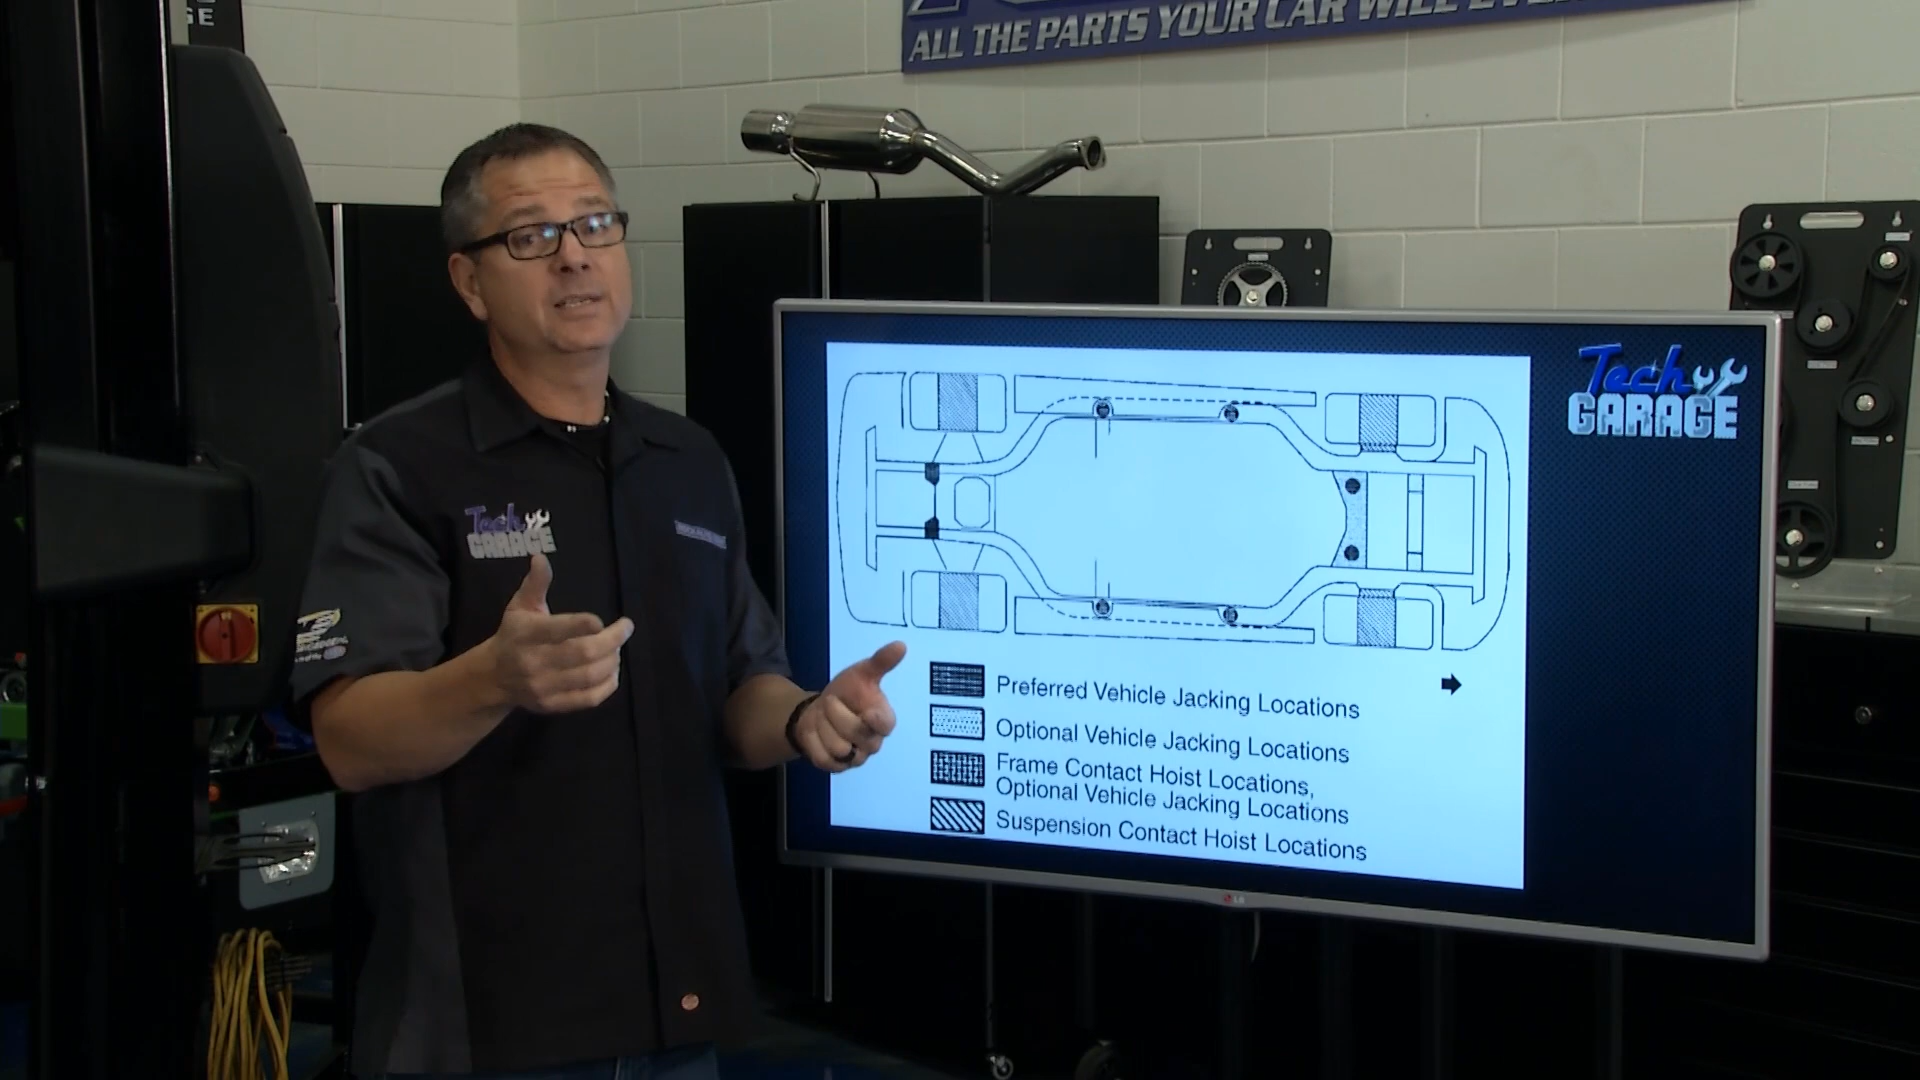 ALL THE PARTS YOUR CAR WILL
Tech
GARAGE
Tech
GARAGE
Preferred Vehicle Jacking Locations
Optional Vehicle Jacking Locations
Frame Contact Hoist Locations,
Optional Vehicle Jacking Locations
Suspension Contact Hoist Locations
LG